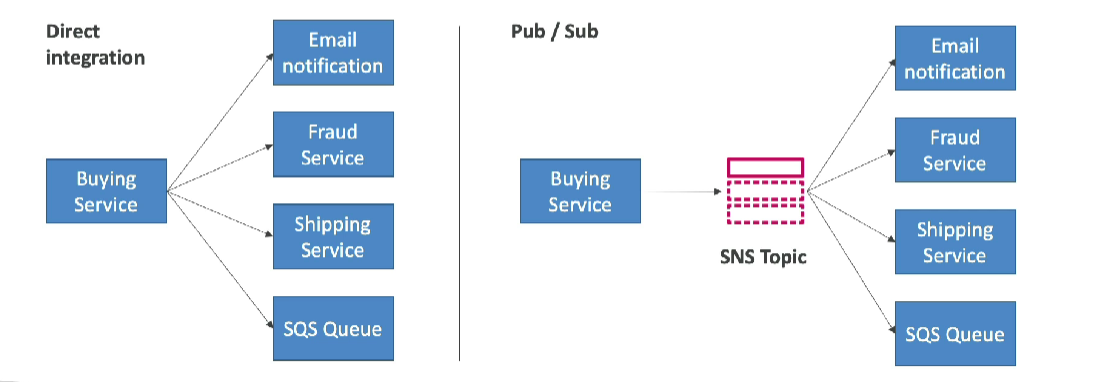 Direct
integration
Email
notification
Fraud
Service
Buying
Service
Shipping
Service
SQS Queue
Pub / Sub
Email
notification
Fraud
Service
Buying
Service
SNS Topic
Shipping
Service
SQS Queue